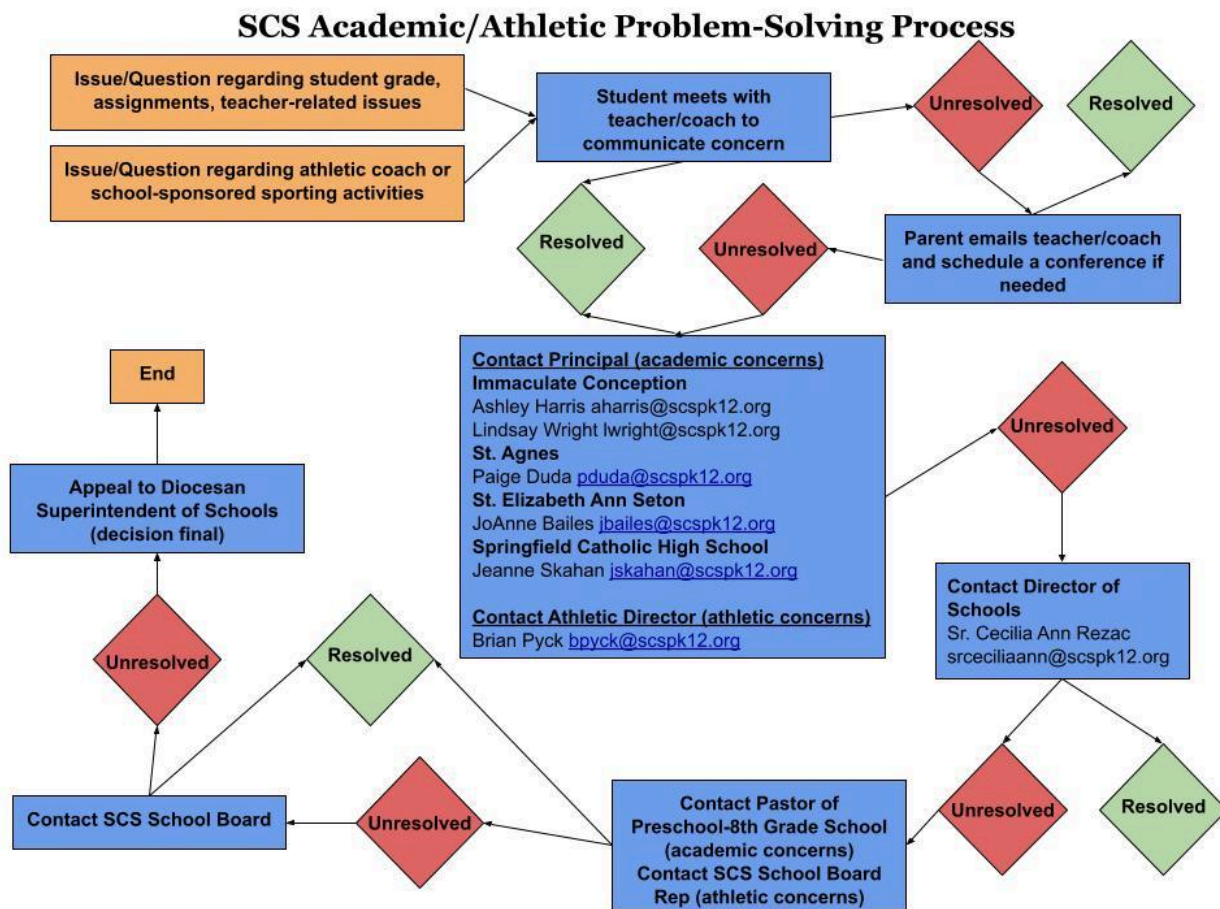 SCS Academic/Athletic Problem-Solving Process
Issue/Question regarding student grade,
assignments, teacher-related issues
Issue/Question regarding athletic coach or
school-sponsored sporting activities
Student meets with
teacher/coach to
communicate concern
Unresolved
Resolved
Resolved
Unresolved
Parent emails teacher/coach
and schedule a conference if
needed
Contact Principal (academic concerns)
Immaculate Conception
Ashley Harris aharris@scspk12.org
Lindsay Wright lwright@scspk12.org
St. Agnes
Paige Duda pduda@scspk12.org
St. Elizabeth Ann Seton
JoAnne Bailes jbailes@scspk12.org
Springfield Catholic High School
Jeanne Skahan jskahan@scspk12.org
Contact Athletic Director (athletic concerns)
Brian Pyck bpyck@scspk12.org
Unresolved
Contact Director of
Schools
Sr. Cecilia Ann Rezac
srceciliaann@scspk12.org
Unresolved
Resolved
Contact Pastor of
Preschool-8th Grade School
(academic concerns)
Contact SCS School Board
Rep (athletic concerns)
Unresolved
Resolved
Contact SCS School Board
Unresolved
Appeal to Diocesan
Superintendent of Schools
(decision final)
End